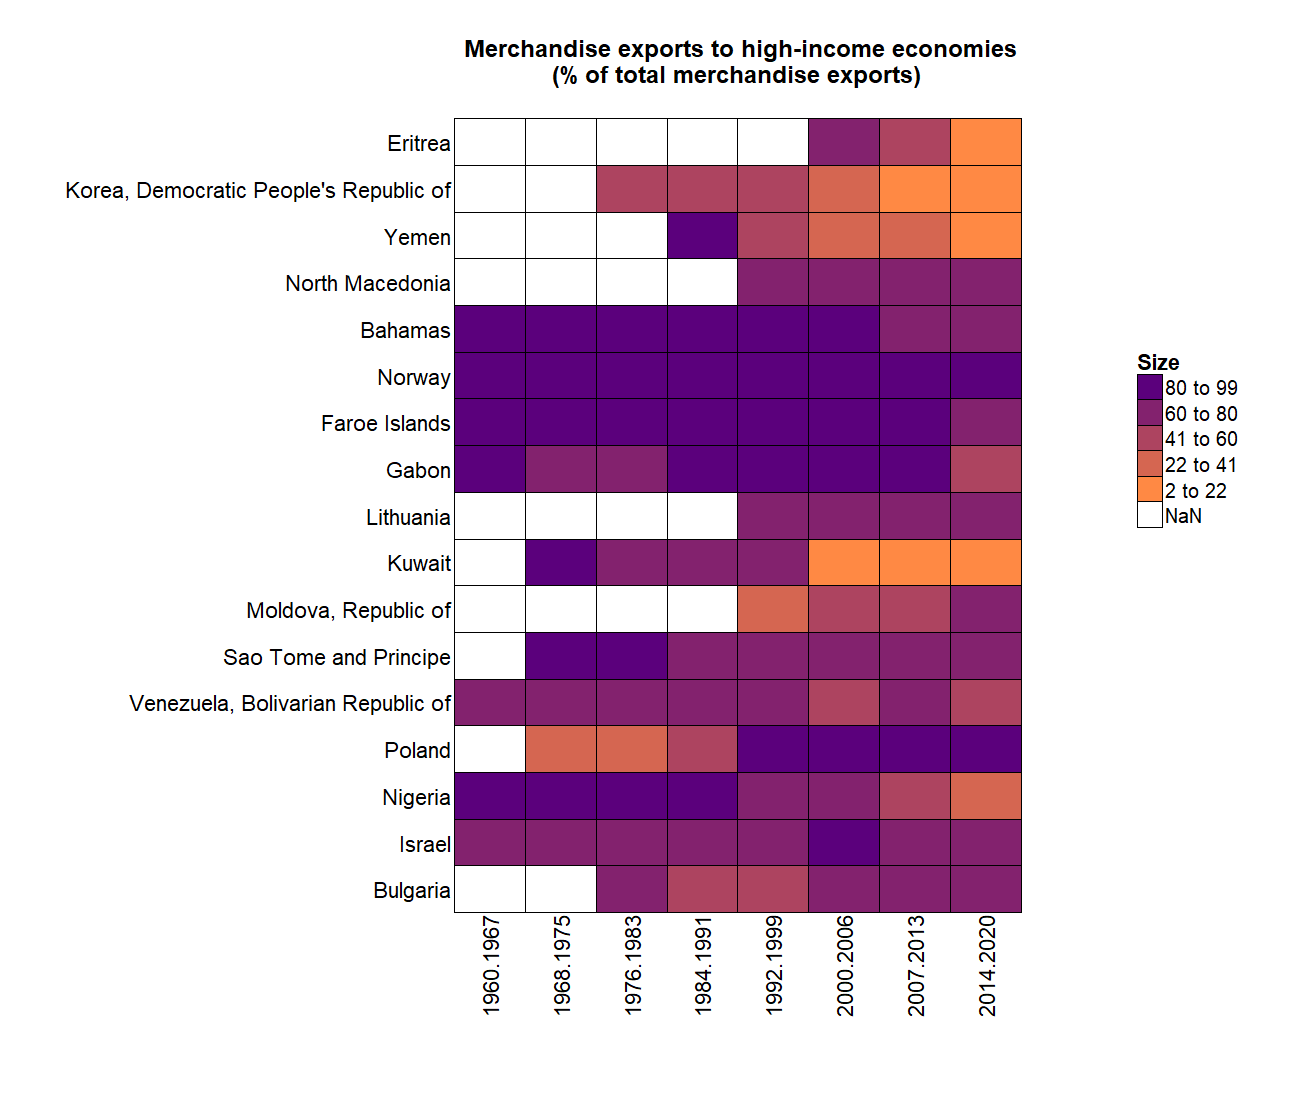 Merchandise exports to high-income economies
(% of total merchandise exports)
Eritrea
Korea, Democratic People's Republic of
Yemen
North Macedonia
Bahamas
Norway
Faroe Islands
Gabon
Lithuania
Kuwait
Moldova, Republic of
Sao Tome and Principe
Venezuela, Bolivarian Republic of
Poland
Nigeria
Israel
Bulgaria
1960.1967
1968.1975
1976.1983
1984.1991
1992.1999
2000.2006
2007.2013
2014.2020
Size
80 to 99
60 to 80
41 to 60
22 to 41
2 to 22
NaN